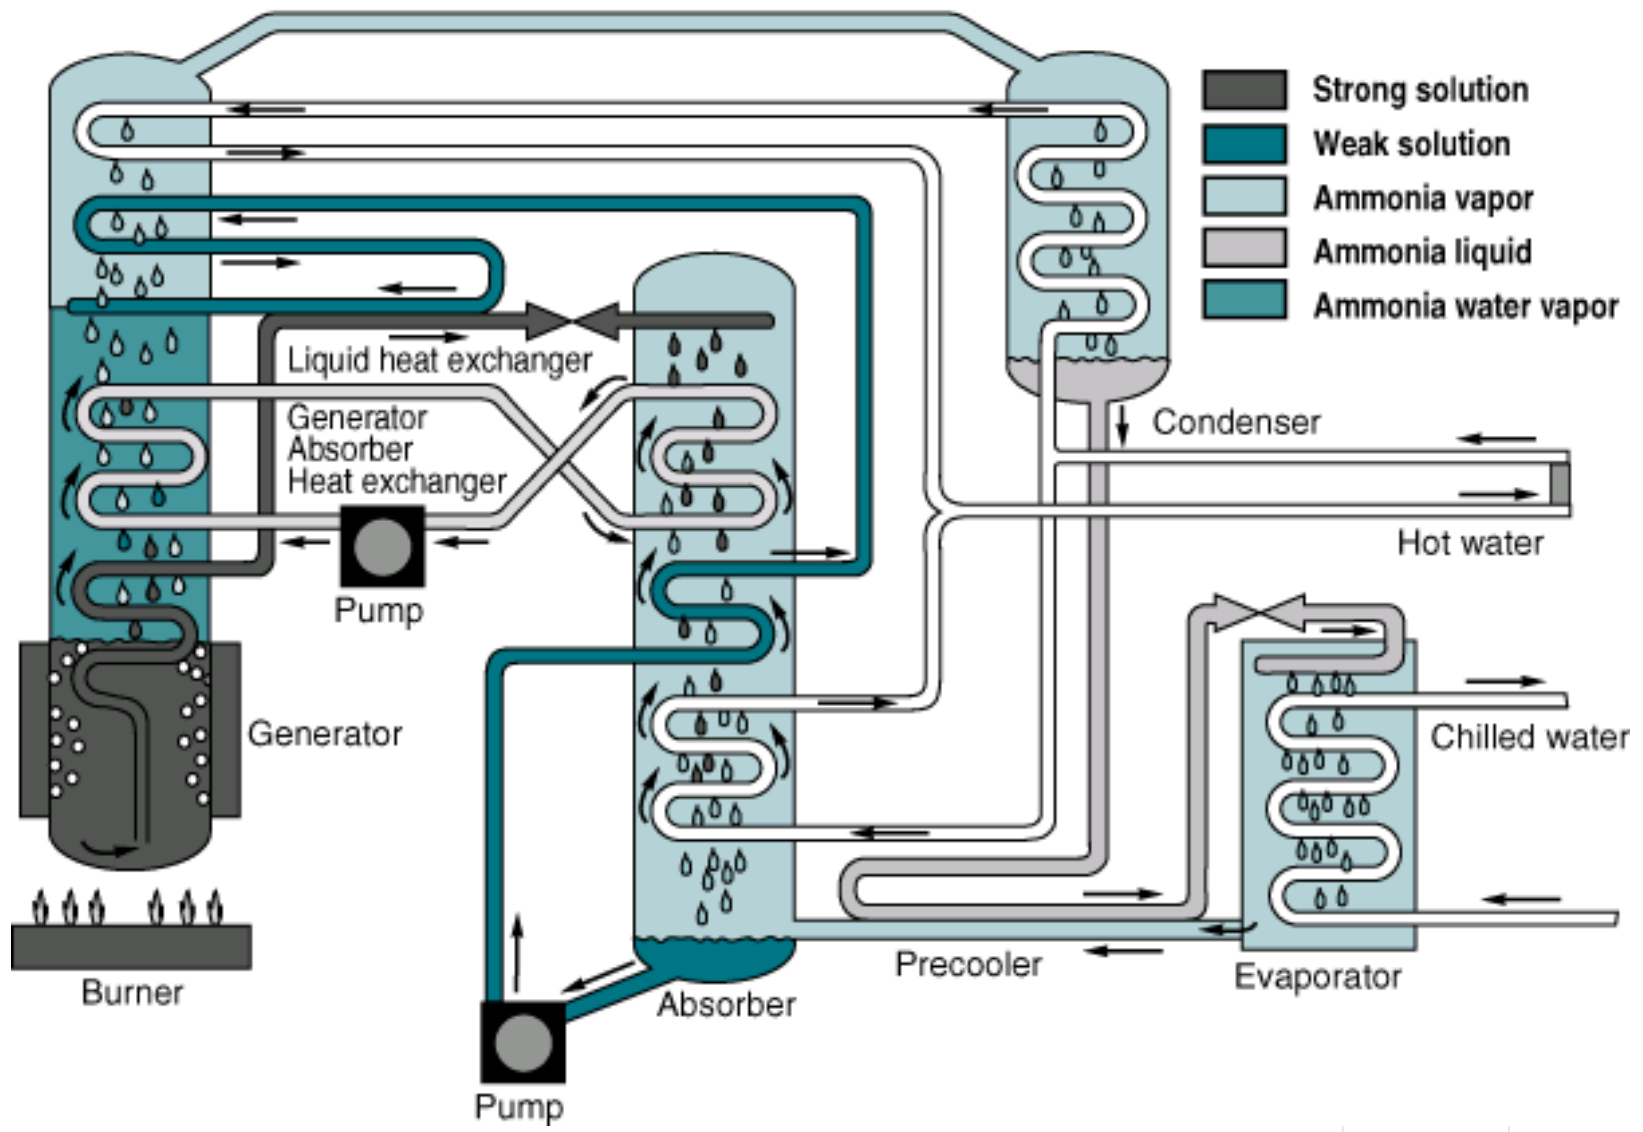 Strong solution
Weak solution
Ammonia vapor
Ammonia liquid
Ammonia water vapor
Liquid heat exchanger
Generator
Absorber
Heat exchanger
Condenser
Hot water
Pump
Generator
Chilled water
Precooler
Evaporator
Burner
Absorber
Pump